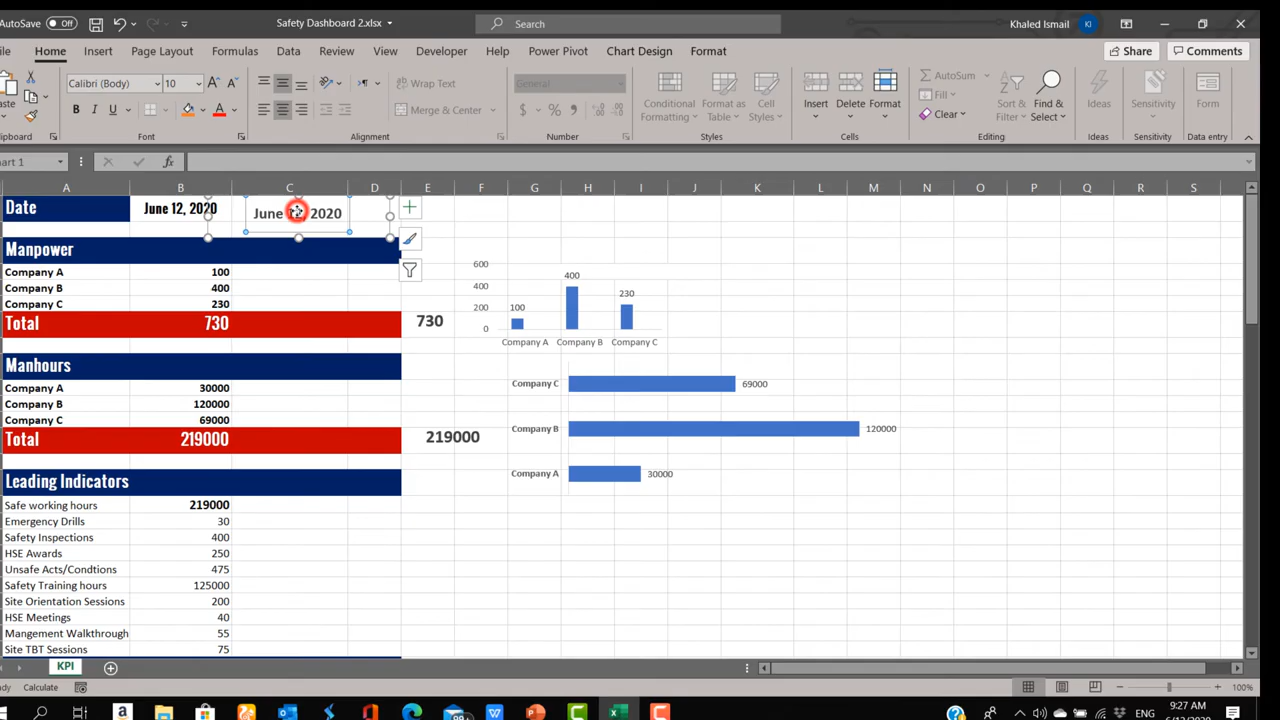 AutoSave Off
Safety Dashboard 2.xlsx
Search
Khaled Ismail
KI
Home Insert Page Layout Formulas Data Review View Developer Help Power Pivot Chart Design Format
Share Comments
Calibri (Body) 10
Wrap Text
General
Merge & Center
B I U
$ % ,
Conditional Formatting
Format as Table
Cell Styles
Insert Delete Format
AutoSum
Fill
Clear
Sort & Filter
Find & Select
Ideas
Sensitivity
Form
Font Alignment Number Styles Cells Editing Ideas Sensitivity Data entry
fx
A B C D E F G H I J K L M N O P Q R S
Date June 12, 2020
June 12, 2020
Manpower
Company A 100
Company B 400
Company C 230
Total 730
730
600
400
200
0
100
400
230
Company A Company B Company C
Manhours
Company A 30000
Company B 120000
Company C 69000
Total 219000
219000
Company C 69000
Company B 120000
Company A 30000
Leading Indicators
Safe working hours 219000
Emergency Drills 30
Safety Inspections 400
HSE Awards 250
Unsafe Acts/Condtions 475
Safety Training hours 125000
Site Orientation Sessions 200
HSE Meetings 40
Mangement Walkthrough 55
Site TBT Sessions 75
KPI
Calculate
100%
99+
9:27 AM